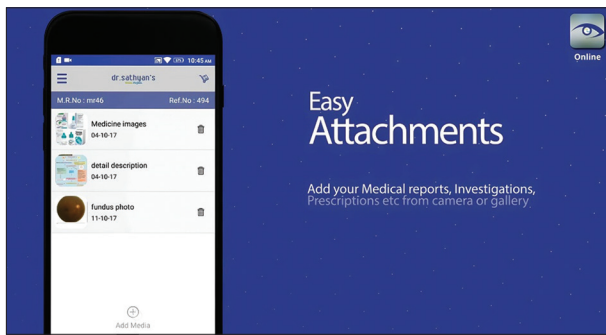 10:45 AM
dr.sathyan's
M.R.No : mr46
Ref.No : 494
Medicine images
04-10-17
detail description
04-10-17
fundus photo
11-10-17
Add Media
Easy
Attachments
Add your Medical reports, Investigations,
Prescriptions etc from camera or gallery
Online